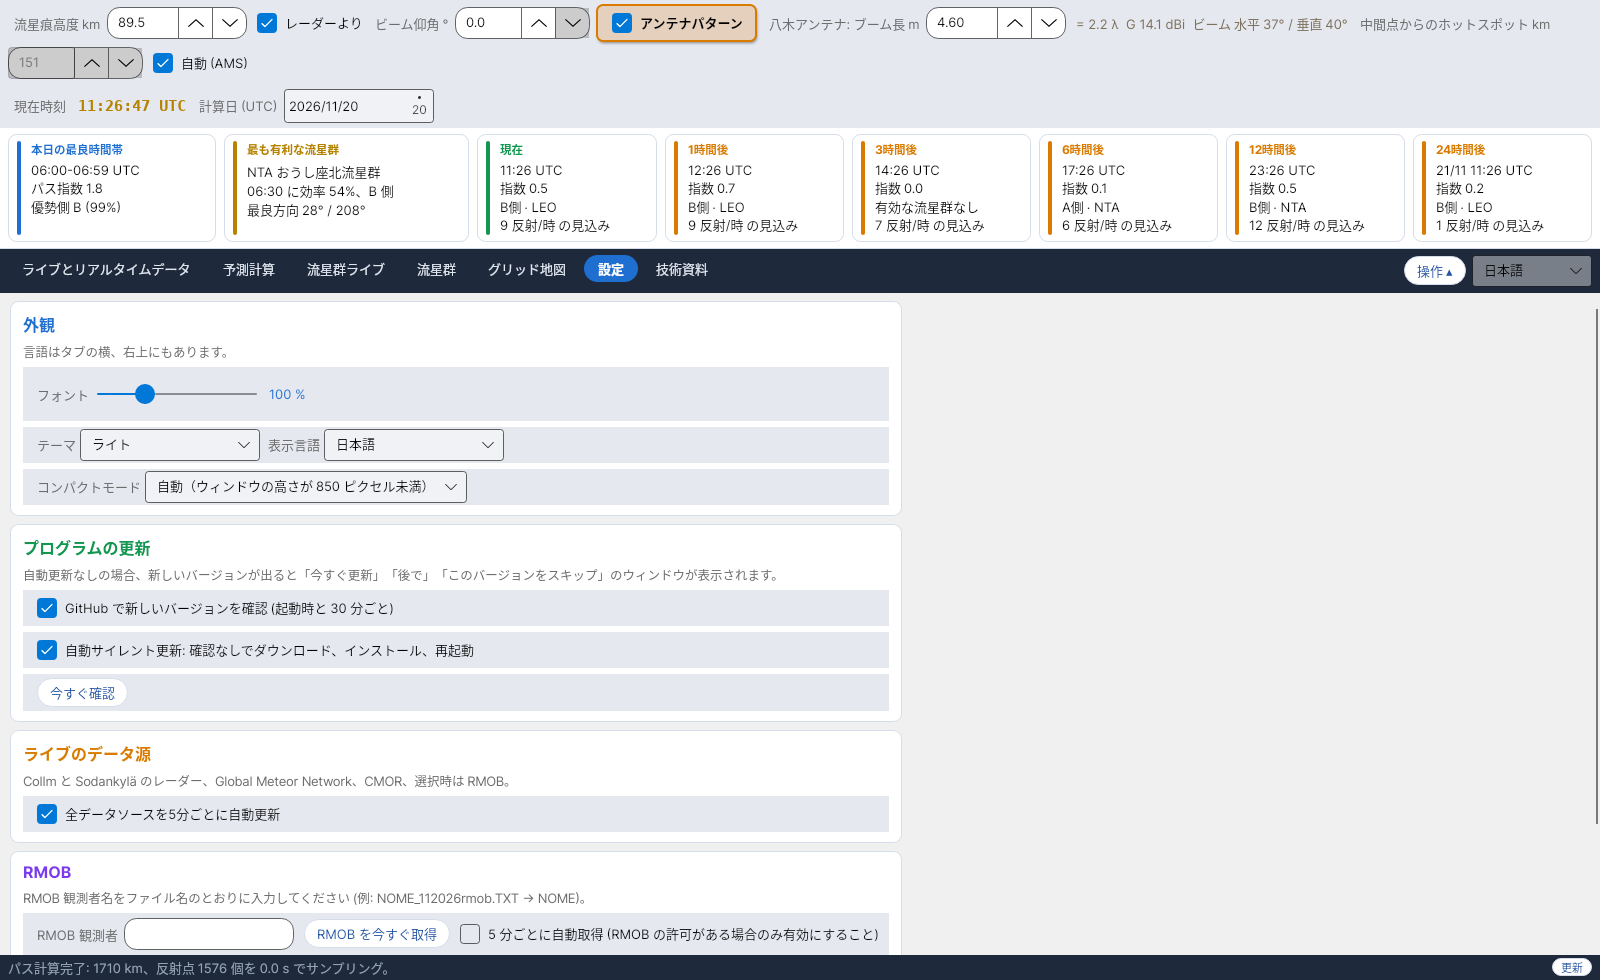 流星痕高度 km 89.5 レーダーより ビーム仰角 ° 0.0 アンテナパターン 八木アンテナ: ブーム長 m 4.60 = 2.2 λ G 14.1 dBi ビーム 水平 37° / 垂直 40° 中間点からのホットスポット km
151 自動 (AMS)
現在時刻 11:26:47 UTC 計算日 (UTC) 2026/11/20 20
本日の最良時間帯
06:00-06:59 UTC
パス指数 1.8
優勢側 B (99%)
最も有利な流星群
NTA おうし座北流星群
06:30 に効率 54%、B 側
最良方向 28° / 208°
現在
11:26 UTC
指数 0.5
B側 · LEO
9 反射/時 の見込み
1時間後
12:26 UTC
指数 0.7
B側 · LEO
9 反射/時 の見込み
3時間後
14:26 UTC
指数 0.0
有効な流星群なし
7 反射/時 の見込み
6時間後
17:26 UTC
指数 0.1
A側 · NTA
6 反射/時 の見込み
12時間後
23:26 UTC
指数 0.5
B側 · NTA
12 反射/時 の見込み
24時間後
21/11 11:26 UTC
指数 0.2
B側 · LEO
1 反射/時 の見込み
ライブとリアルタイムデータ 予測計算 流星群ライブ 流星群 グリッド地図 設定 技術資料 操作 ▴ 日本語
外観
言語はタブの横、右上にもあります。
フォント 100 %
テーマ ライト 表示言語 日本語
コンパクトモード 自動（ウィンドウの高さが 850 ピクセル未満）
プログラムの更新
自動更新なしの場合、新しいバージョンが出ると「今すぐ更新」「後で」「このバージョンをスキップ」のウィンドウが表示されます。
GitHub で新しいバージョンを確認 (起動時と 30 分ごと)
自動サイレント更新: 確認なしでダウンロード、インストール、再起動
今すぐ確認
ライブのデータ源
Collm と Sodankylä のレーダー、Global Meteor Network、CMOR、選択時は RMOB。
全データソースを5分ごとに自動更新
RMOB
RMOB 観測者名をファイル名のとおりに入力してください (例: NOME_112026rmob.TXT → NOME)。
RMOB 観測者 RMOB を今すぐ取得 5 分ごとに自動取得 (RMOB の許可がある場合のみ有効にすること)
パス計算完了: 1710 km、反射点 1576 個を 0.0 s でサンプリング。 更新